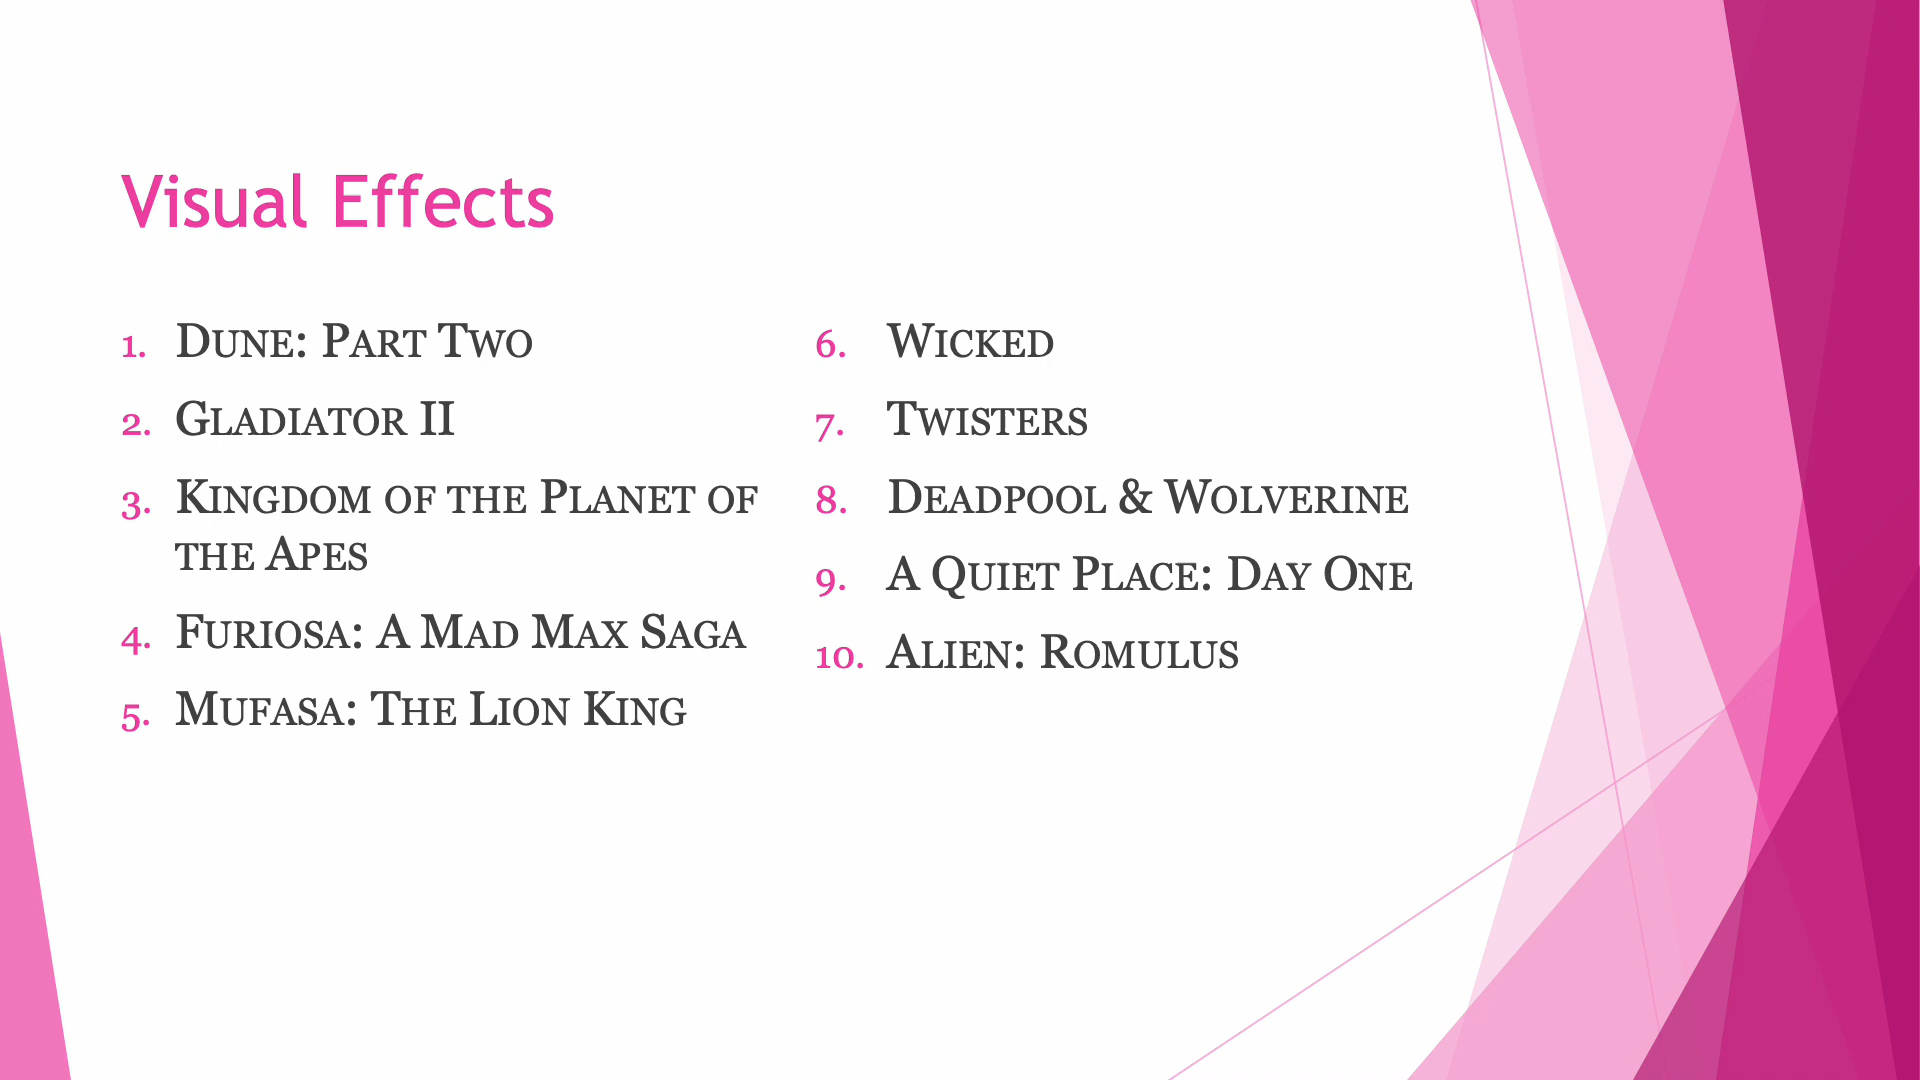 Visual Effects
1. Dune: Part Two
2. Gladiator II
3. Kingdom of the Planet of
the Apes
4. Furiosa: A Mad Max Saga
5. Mufasa: The Lion King
6. Wicked
7. Twisters
8. Deadpool & Wolverine
9. A Quiet Place: Day One
10. Alien: Romulus